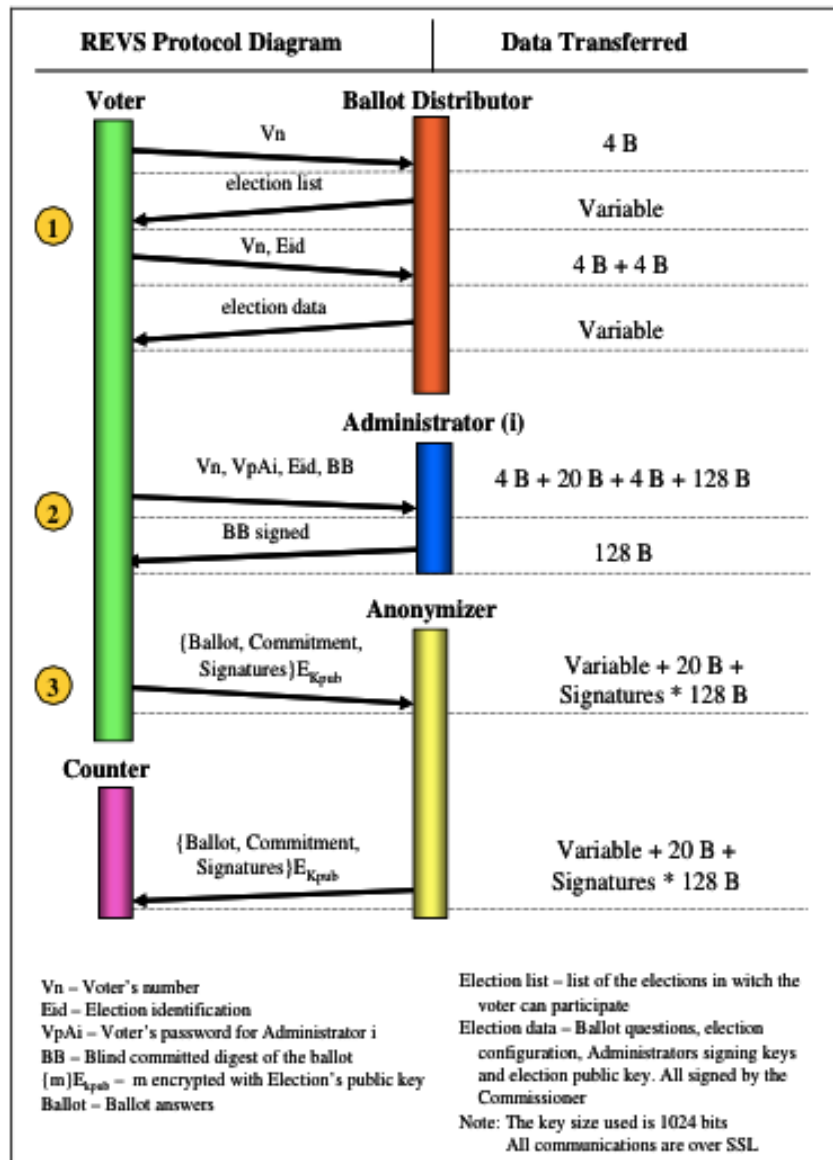 REVS Protocol Diagram
Data Transferred
Voter
Ballot Distributor
Vn
4 B
election list
Variable
1
Vn, Eid
4 B + 4 B
election data
Variable
Administrator (i)
Vn, VpAi, Eid, BB
4 B + 20 B + 4 B + 128 B
2
BB signed
128 B
Anonymizer
{Ballot, Commitment,
Signatures}E_Kpub
Variable + 20 B +
Signatures * 128 B
3
Counter
{Ballot, Commitment,
Signatures}E_Kpub
Variable + 20 B +
Signatures * 128 B
Vn – Voter's number
Eid – Election identification
VpAi – Voter's password for Administrator i
BB – Blind committed digest of the ballot
{m}E_kpub – m encrypted with Election's public key
Ballot – Ballot answers
Election list – list of the elections in witch the
voter can participate
Election data – Ballot questions, election
configuration, Administrators signing keys
and election public key. All signed by the
Commissioner
Note: The key size used is 1024 bits
All communications are over SSL